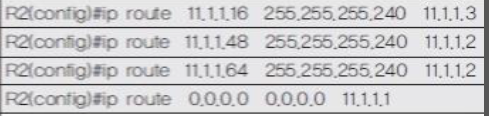 R2(config)#ip route 11.1.1.16 255.255.255.240 11.1.1.3
R2(config)#ip route 11.1.1.48 255.255.255.240 11.1.1.2
R2(config)#ip route 11.1.1.64 255.255.255.240 11.1.1.2
R2(config)#ip route 0.0.0.0 0.0.0.0 11.1.1.1